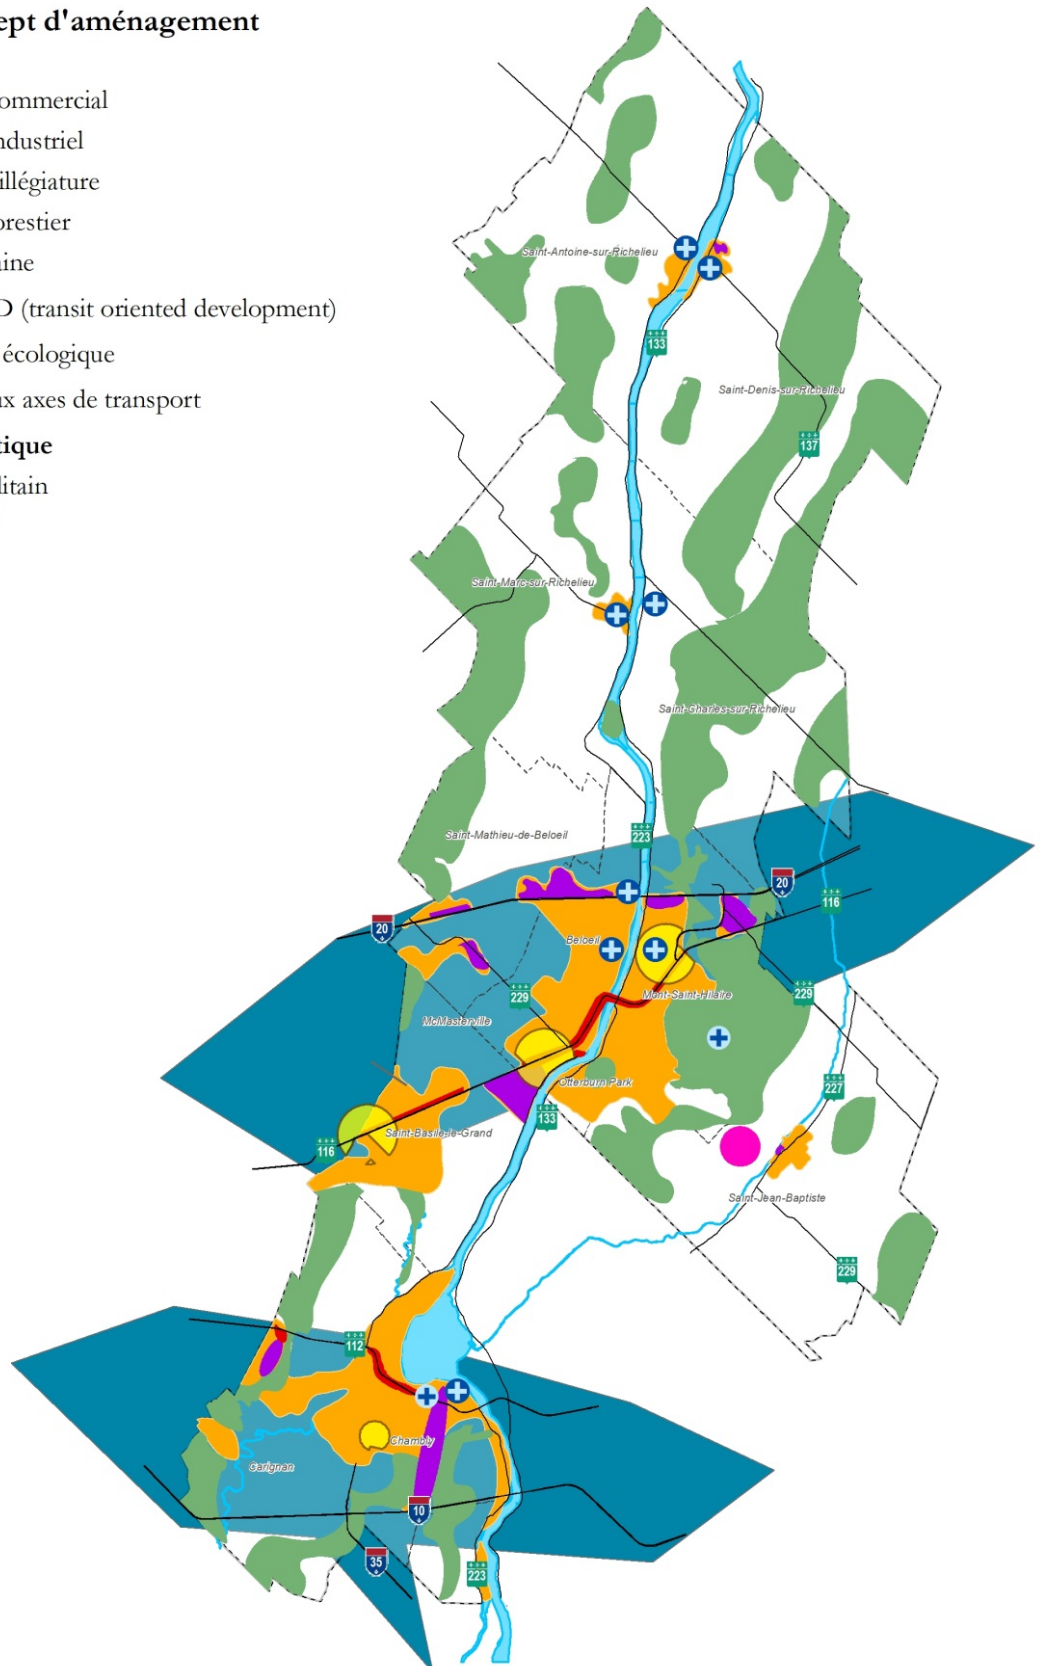 ept d'aménagement
ommercial
ndustriel
illégiature
orestier
aine
D (transit oriented development)
écologique
ux axes de transport
tique
litain
Saint-Antoine-sur-Richelieu
133
Saint-Denis-sur-Richelieu
137
Saint-Marc-sur-Richelieu
Saint-Charles-sur-Richelieu
Saint-Mathieu-de-Beloeil
223
20
116
20
Beloeil
229
Mont-Saint-Hilaire
229
McMasterville
Otterburn Park
227
133
Saint-Basile-le-Grand
116
Saint-Jean-Baptiste
229
112
Chambly
Carignan
10
35
223